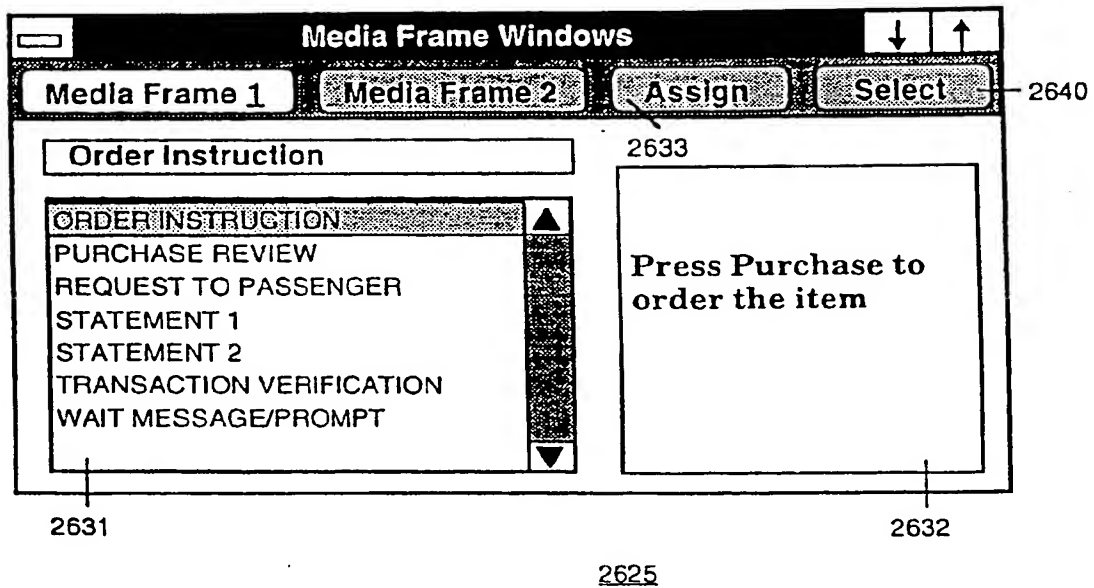 Media Frame Windows
Media Frame 1 Media Frame 2 Assign Select 2640
2633
Order Instruction
ORDER INSTRUCTION
PURCHASE REVIEW
REQUEST TO PASSENGER
STATEMENT 1
STATEMENT 2
TRANSACTION VERIFICATION
WAIT MESSAGE/PROMPT
Press Purchase to
order the item
2631 2632
2625